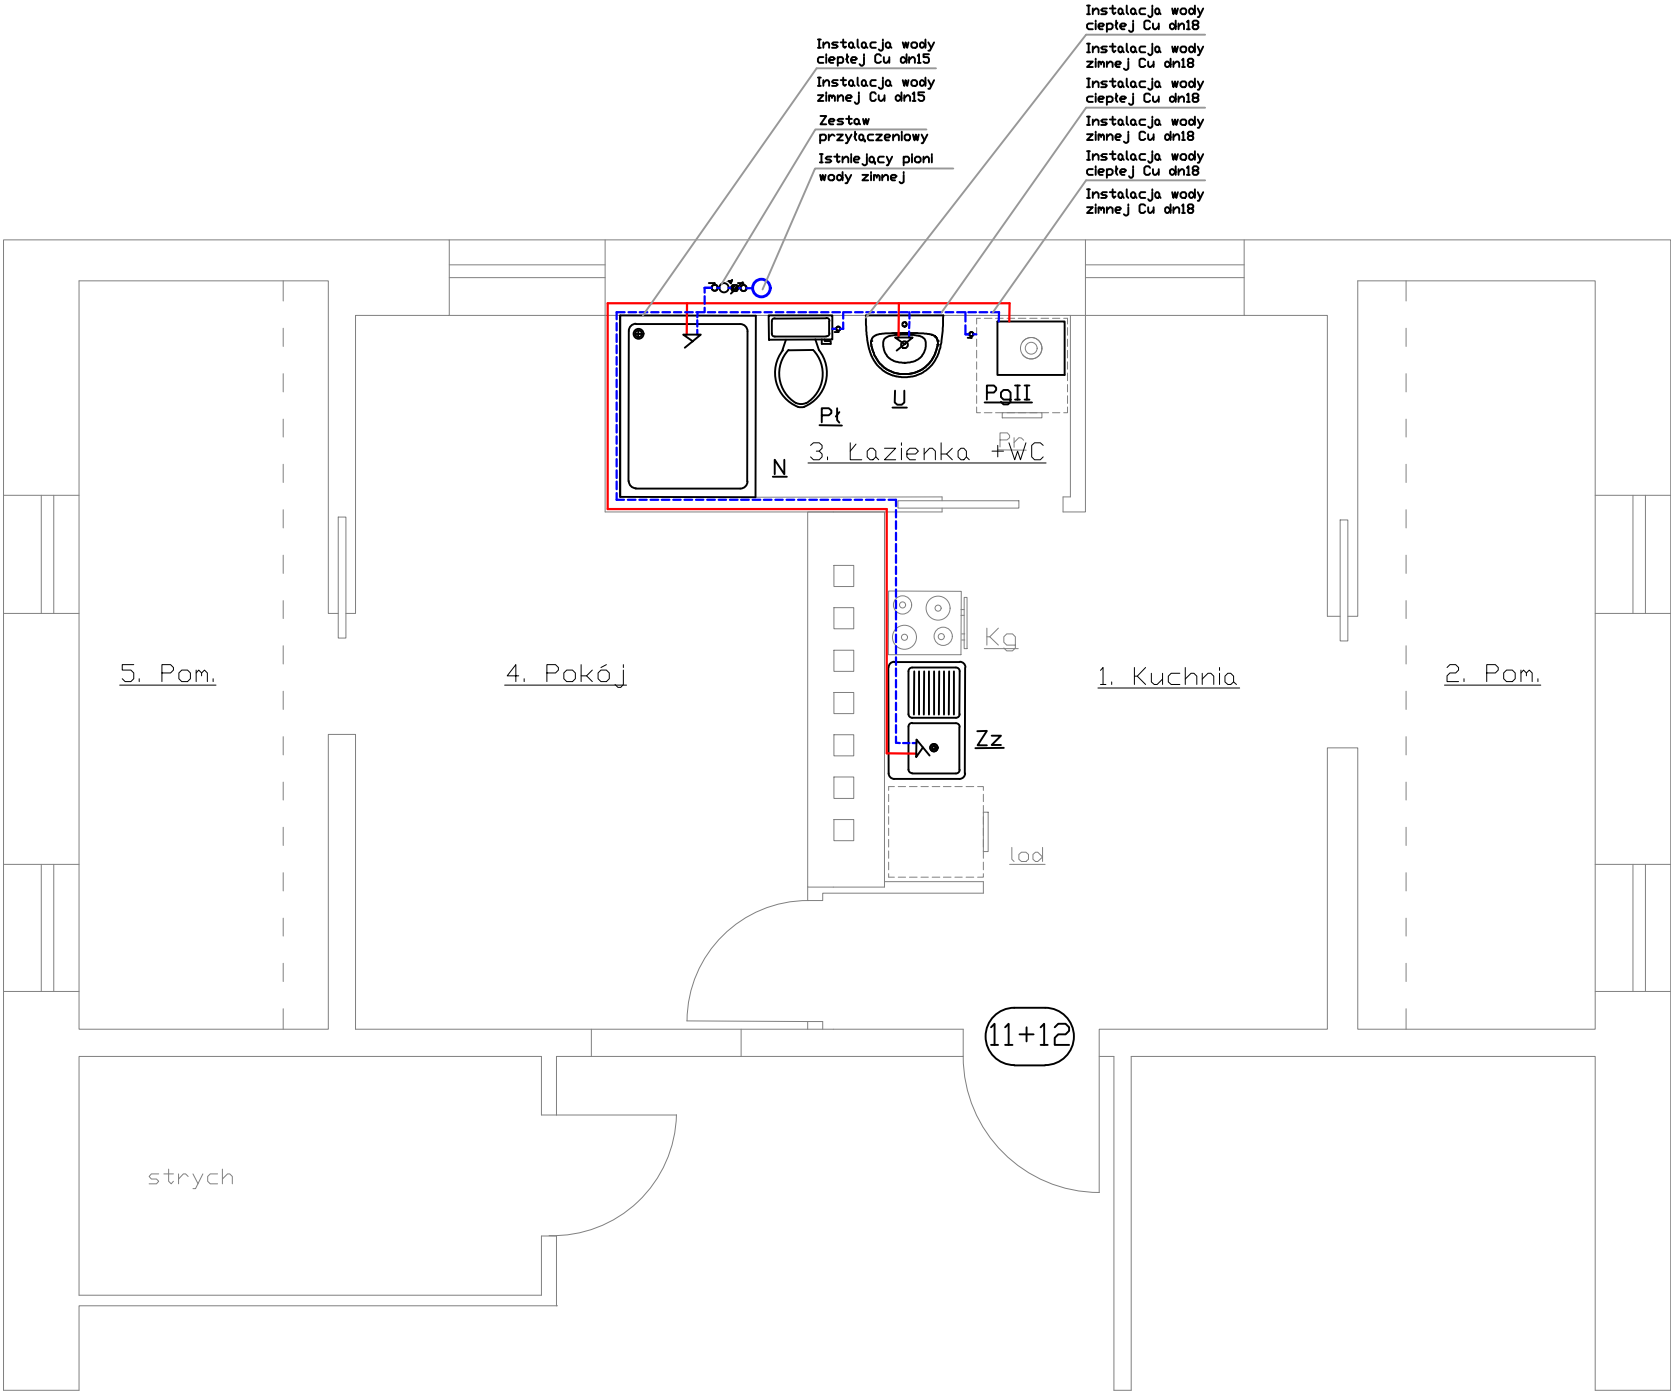 Instalacja wody
ciepłej Cu dn18
Instalacja wody
zimnej Cu dn18
Instalacja wody
ciepłej Cu dn18
Instalacja wody
zimnej Cu dn18
Instalacja wody
ciepłej Cu dn18
Instalacja wody
zimnej Cu dn18
Instalacja wody
ciepłej Cu dn15
Instalacja wody
zimnej Cu dn15
Zestaw
przyłączeniowy
Istniejący pioni
wody zimnej
PgII
U
Pł
Pr
3. Łazienka +WC
N
Kg
5. Pom.
4. Pokój
1. Kuchnia
2. Pom.
Zz
lod
11+12
strych